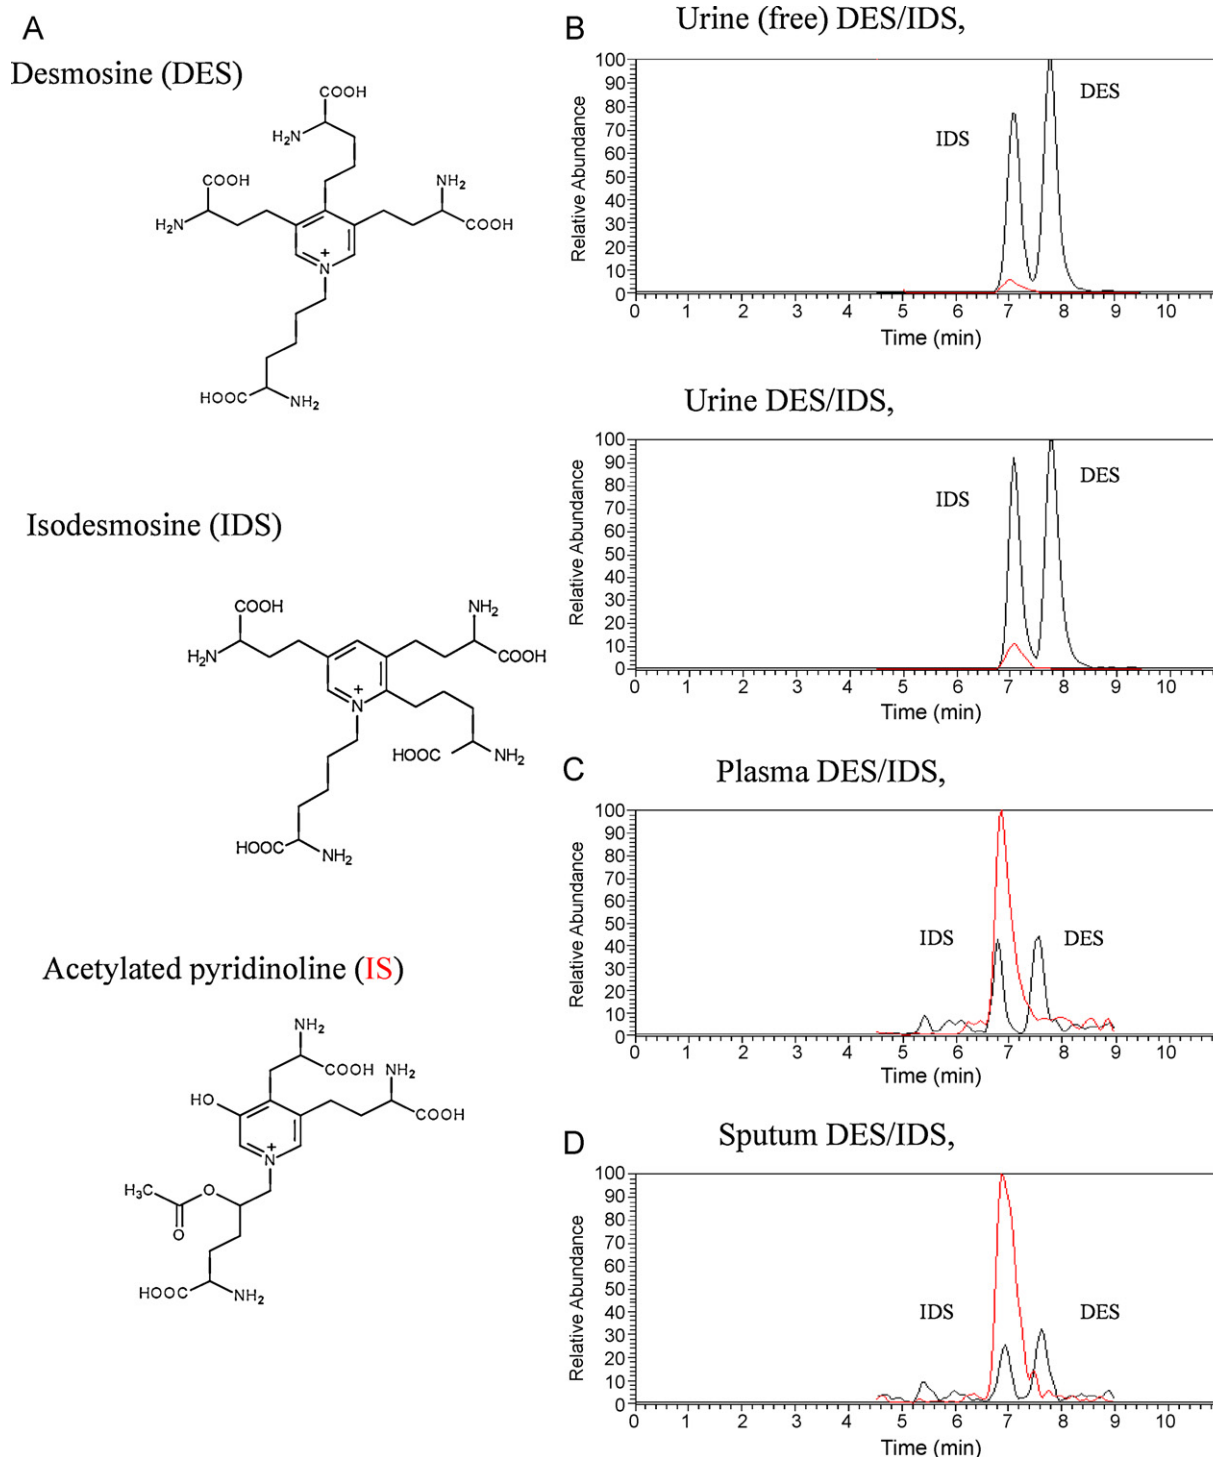 A
Desmosine (DES)
COOH
H₂N
COOH
H₂N
NH₂
COOH
+
N
HOOC
NH₂
Isodesmosine (IDS)
COOH
H₂N
NH₂
COOH
+
N
HOOC
NH₂
HOOC
NH₂
Acetylated pyridinoline (IS)
NH₂
COOH
NH₂
COOH
HO
+
N
H₃C
O
O
HOOC
NH₂
B
Urine (free) DES/IDS,
Relative Abundance
100
90
80
70
60
50
40
30
20
10
0
IDS
DES
0 1 2 3 4 5 6 7 8 9 10
Time (min)
Urine DES/IDS,
Relative Abundance
100
90
80
70
60
50
40
30
20
10
0
IDS
DES
0 1 2 3 4 5 6 7 8 9 10
Time (min)
C
Plasma DES/IDS,
Relative Abundance
100
90
80
70
60
50
40
30
20
10
0
IDS
DES
0 1 2 3 4 5 6 7 8 9 10
Time (min)
D
Sputum DES/IDS,
Relative Abundance
100
90
80
70
60
50
40
30
20
10
0
IDS
DES
0 1 2 3 4 5 6 7 8 9 10
Time (min)